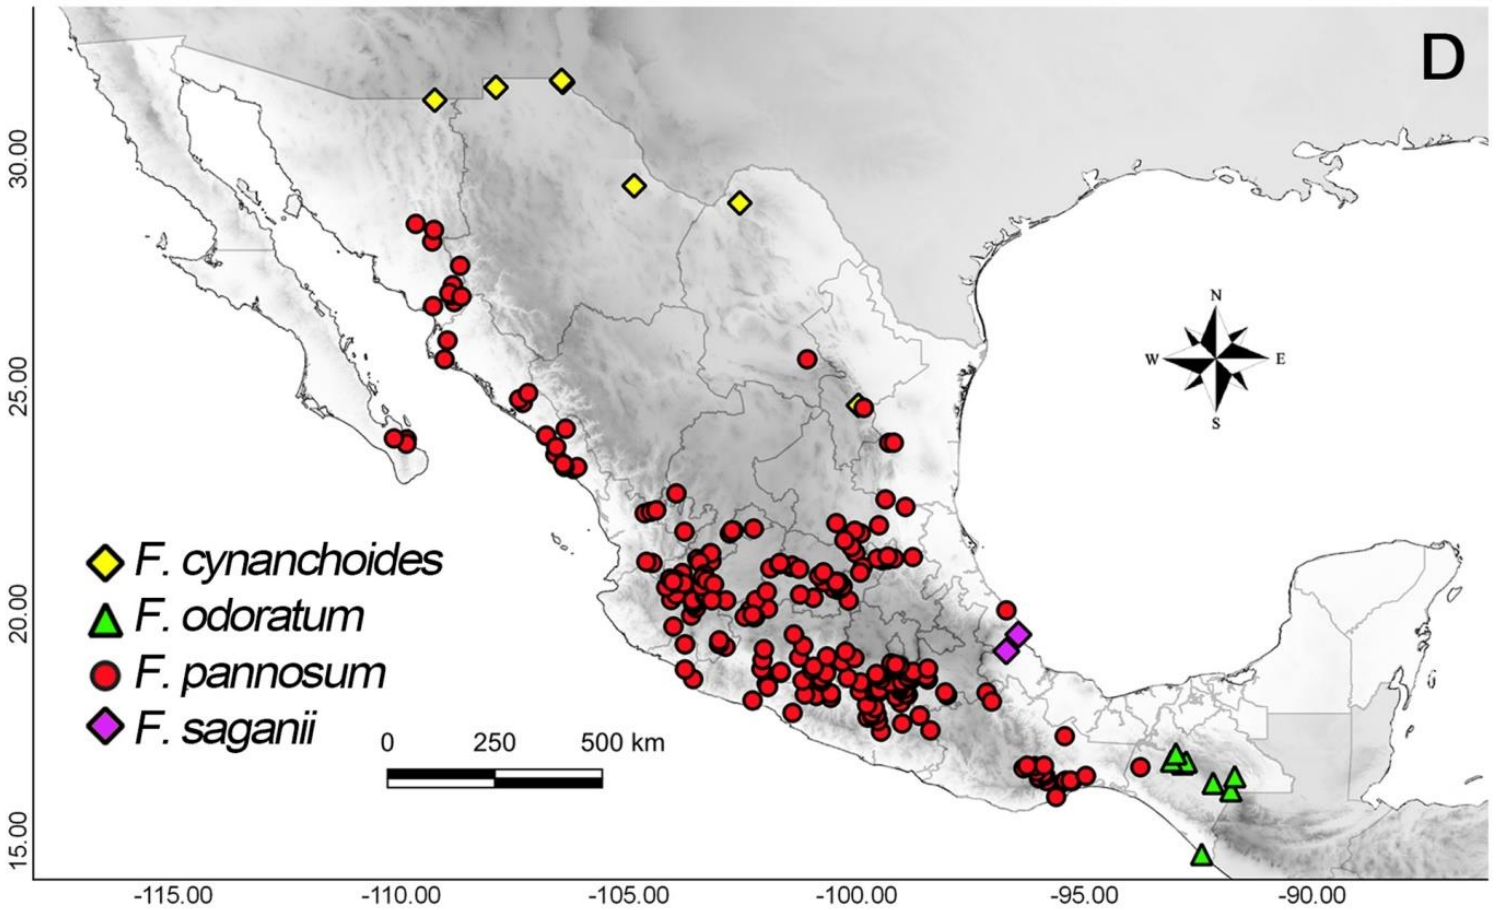 D
30.00
25.00
20.00
15.00
N
W E
S
F. cynanchoides
F. odoratum
F. pannosum
F. saganii
0 250 500 km
-115.00 -110.00 -105.00 -100.00 -95.00 -90.00